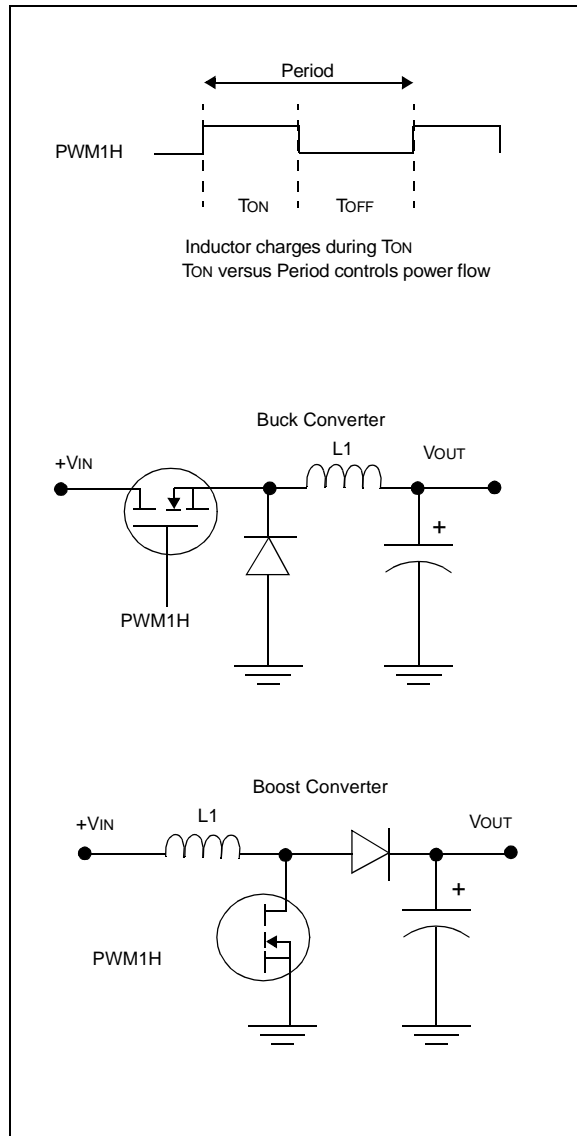 Period
PWM1H
TON TOFF
Inductor charges during TON
TON versus Period controls power flow
Buck Converter
+VIN L1 VOUT
+
PWM1H
Boost Converter
+VIN L1 VOUT
+
PWM1H